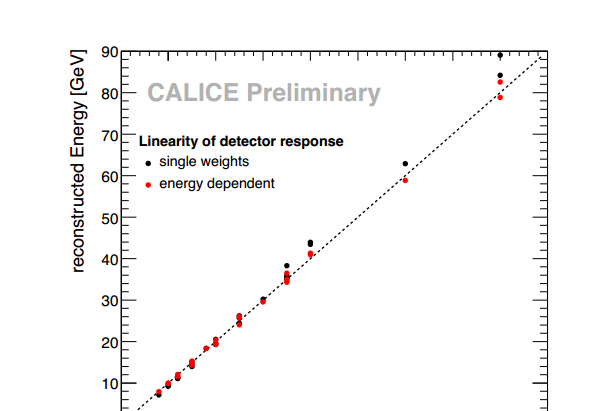 90
CALICE Preliminary
80
70
Linearity of detector response
single weights
energy dependent
60
50
40
30
20
10
reconstructed Energy [GeV]